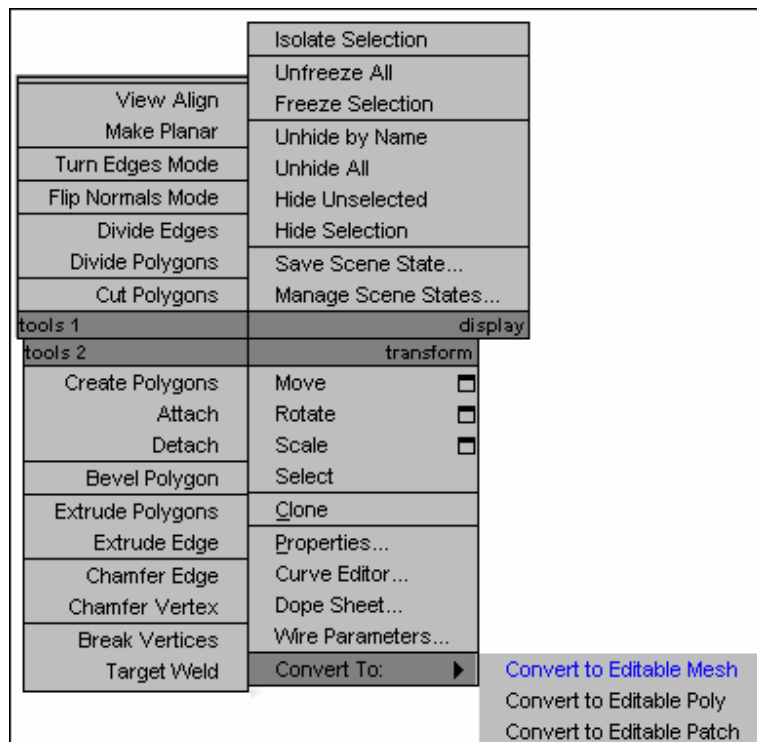 Isolate Selection
Unfreeze All
Freeze Selection
Unhide by Name
Unhide All
Hide Unselected
Hide Selection
Save Scene State...
Manage Scene States...
View Align
Make Planar
Turn Edges Mode
Flip Normals Mode
Divide Edges
Divide Polygons
Cut Polygons
tools 1
display
tools 2
transform
Create Polygons
Attach
Detach
Bevel Polygon
Extrude Polygons
Extrude Edge
Chamfer Edge
Chamfer Vertex
Break Vertices
Target Weld
Move
Rotate
Scale
Select
Clone
Properties...
Curve Editor...
Dope Sheet...
Wire Parameters...
Convert To:
Convert to Editable Mesh
Convert to Editable Poly
Convert to Editable Patch